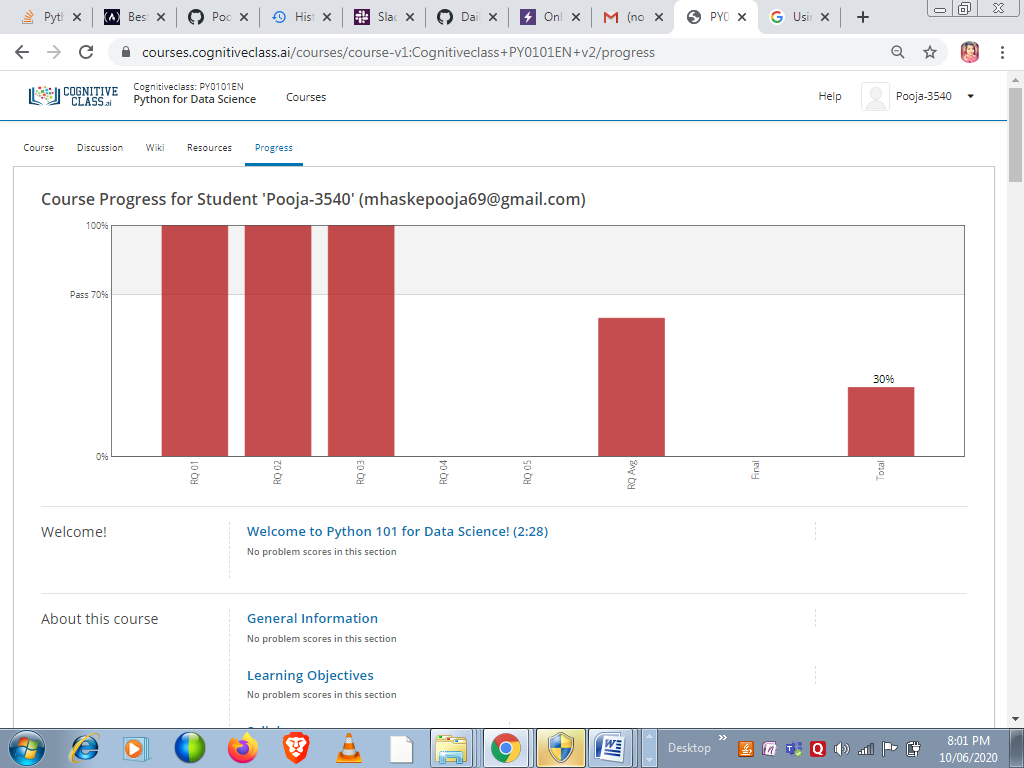 Pyth
Bes
Poc
Hist
Slac
Dail
Onl
M (no
PY0
Usin
courses.cognitiveclass.ai/courses/course-v1:Cognitiveclass+PY0101EN+v2/progress
COGNITIVE
CLASS.ai
Cognitiveclass: PY0101EN
Python for Data Science
Courses
Help
Pooja-3540
Course
Discussion
Wiki
Resources
Progress
Course Progress for Student 'Pooja-3540' (mhaskepooja69@gmail.com)
100%
Pass 70%
0%
30%
RQ 01
RQ 02
RQ 03
RQ 04
RQ 05
RQ Avg
Final
Total
Welcome!
Welcome to Python 101 for Data Science! (2:28)
No problem scores in this section
About this course
General Information
No problem scores in this section
Learning Objectives
No problem scores in this section
Desktop
8:01 PM
10/06/2020